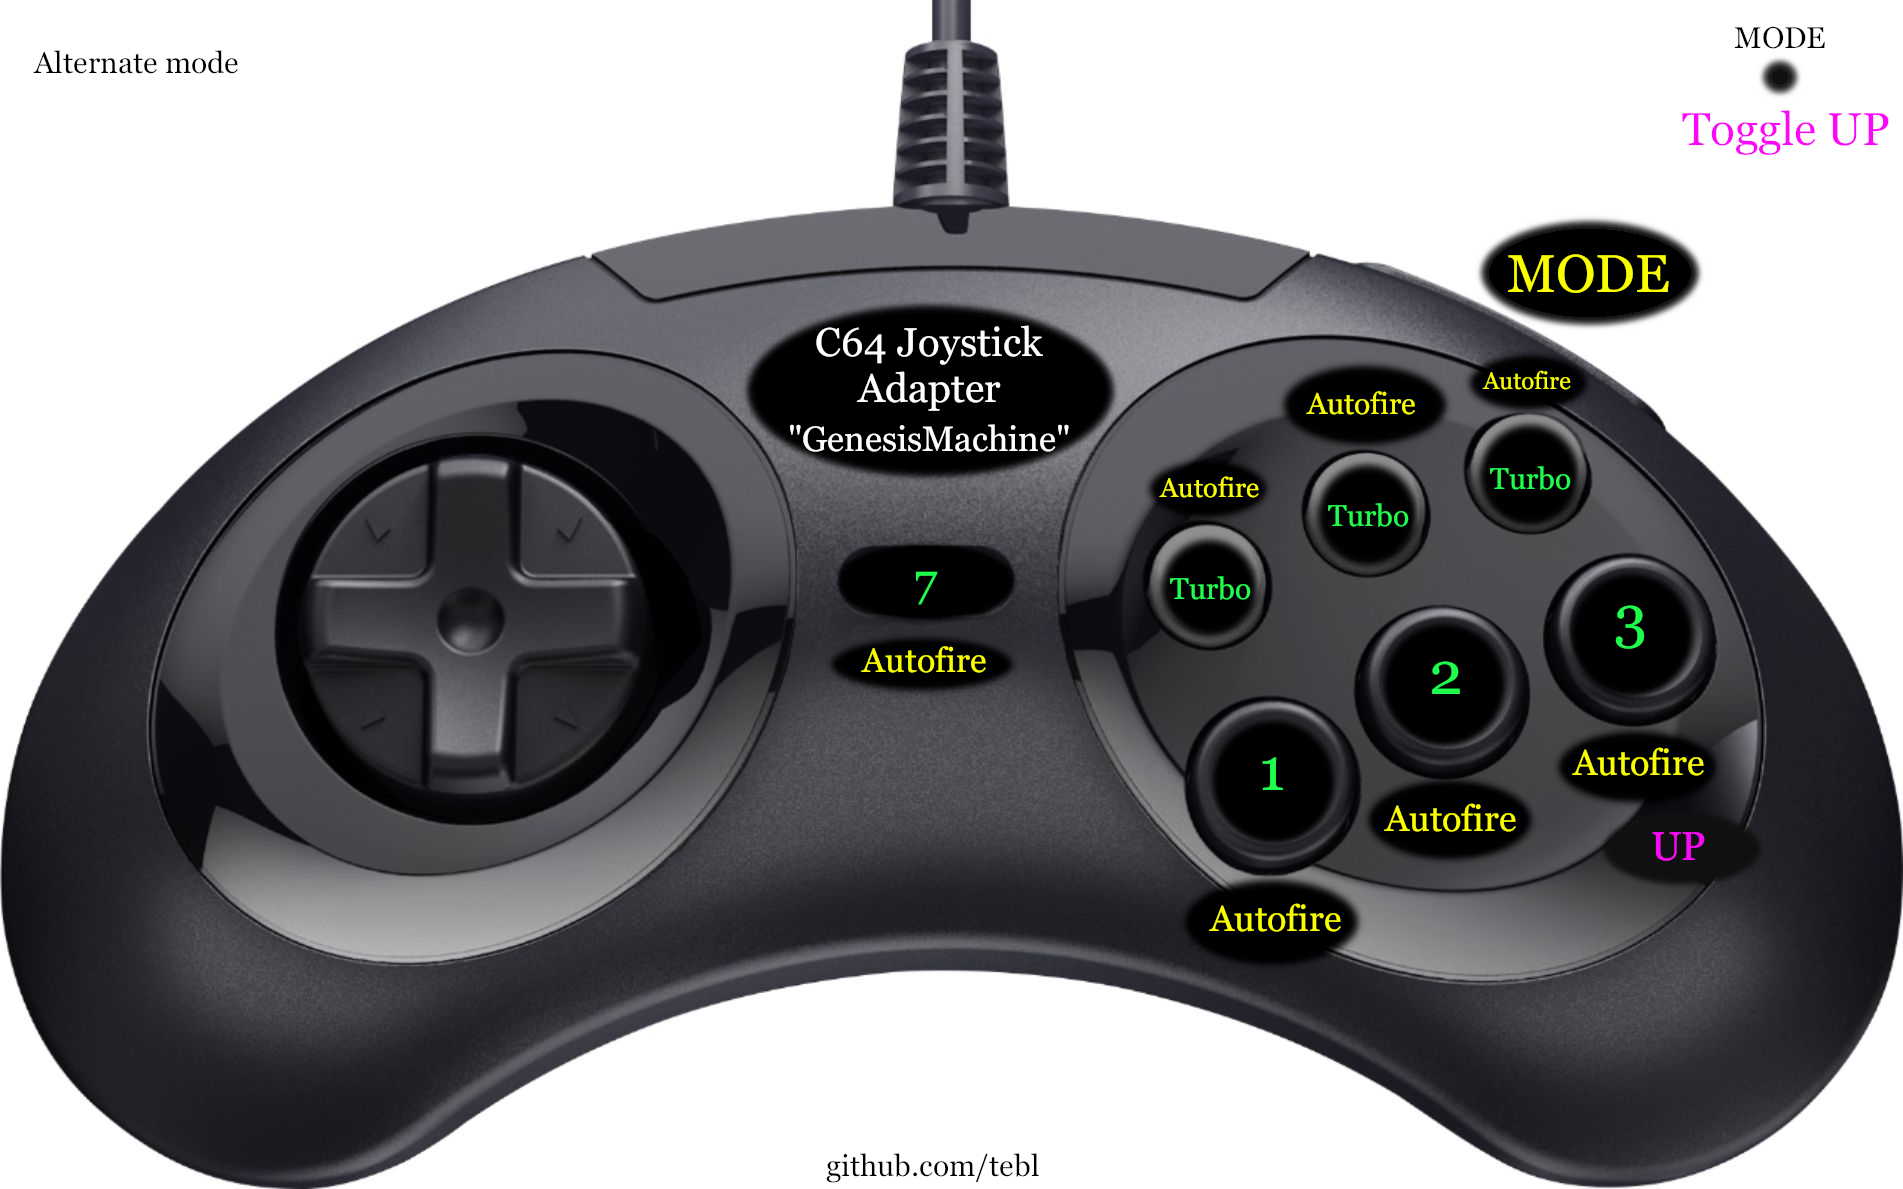 Alternate mode
MODE
Toggle UP
MODE
C64 Joystick
Adapter
"GenesisMachine"
Autofire
Autofire
Autofire
Turbo
Turbo
Turbo
7
Autofire
3
2
1
Autofire
Autofire
Autofire
UP
github.com/tebl